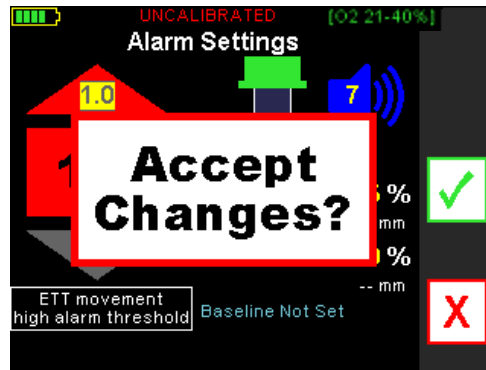 UNCALIBRATED [O2 21-40%]
Alarm Settings
1.0
7
Accept
Changes?
%
mm
%
-- mm
ETT movement
high alarm threshold
Baseline Not Set
X